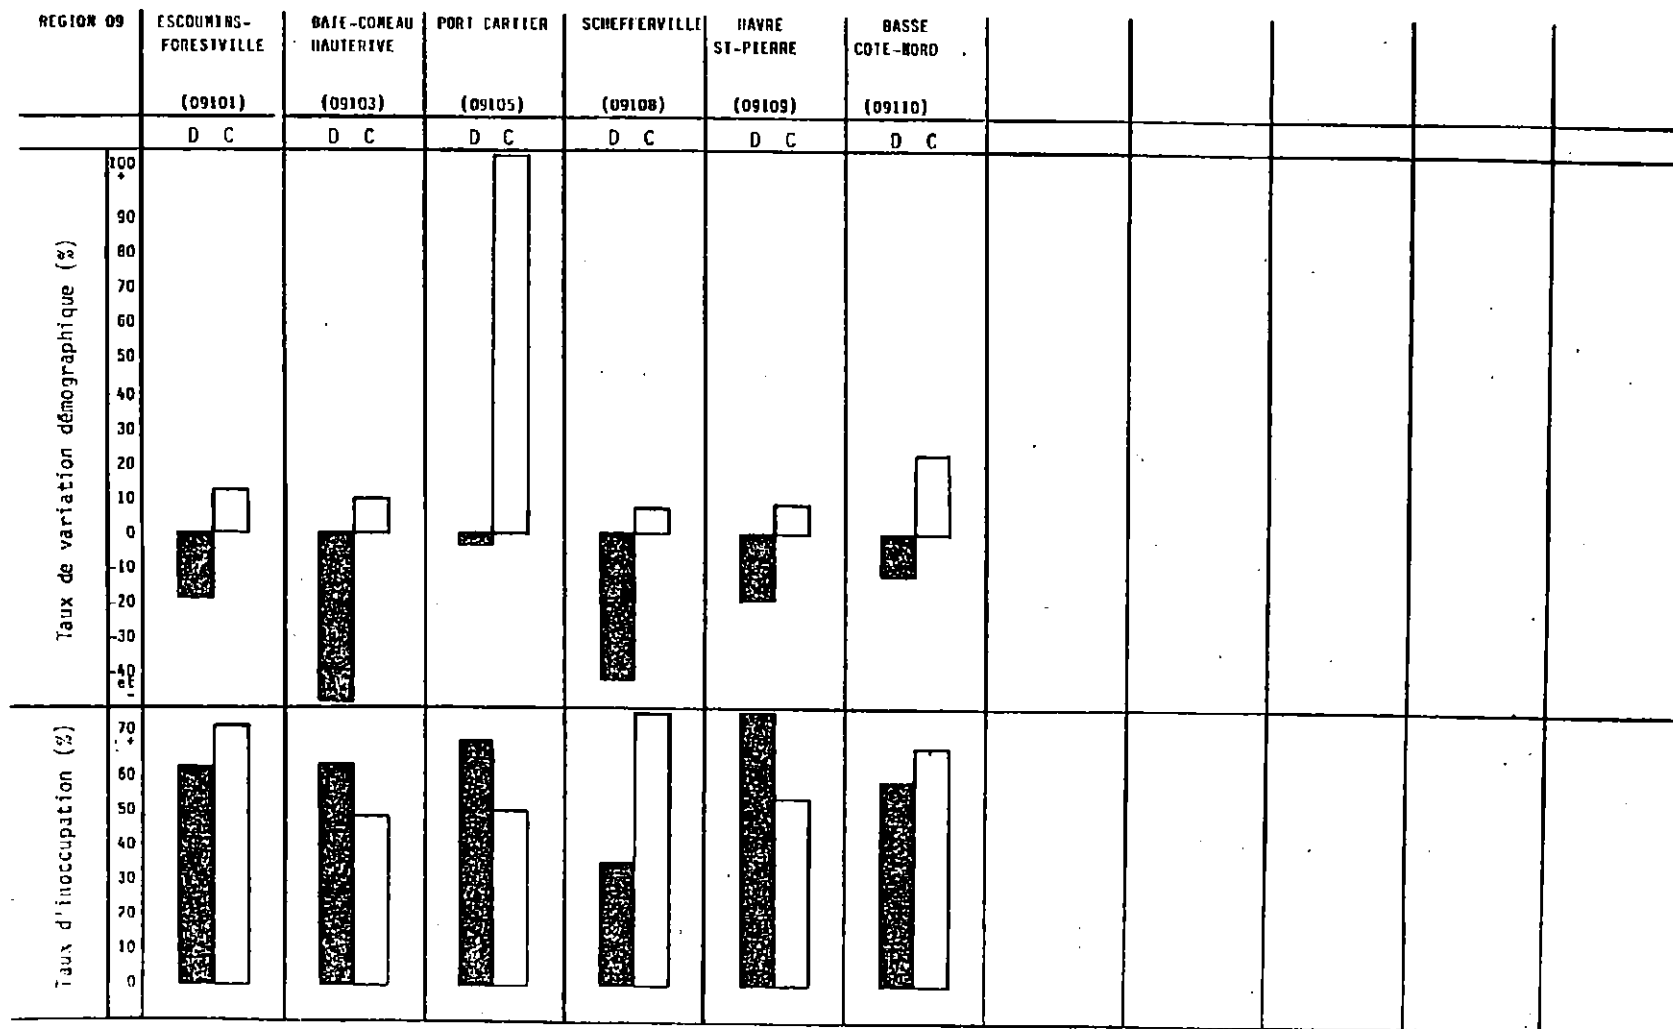 REGION 09
ESCOUMINS-
FORESTVILLE
(09101)
BAIE-COMEAU
HAUTERIVE
(09103)
PORT CARTIER
(09105)
SCHEFFERVILLE
(09108)
HAVRE
ST-PIERRE
(09109)
BASSE
COTE-NORD
(09110)
D C
D C
D C
D C
D C
D C
Taux de variation démographique (%)
100
+
90
80
70
60
50
40
30
20
10
0
-10
-20
-30
-40
et
-
Taux d'inoccupation (%)
70
+
60
50
40
30
20
10
0